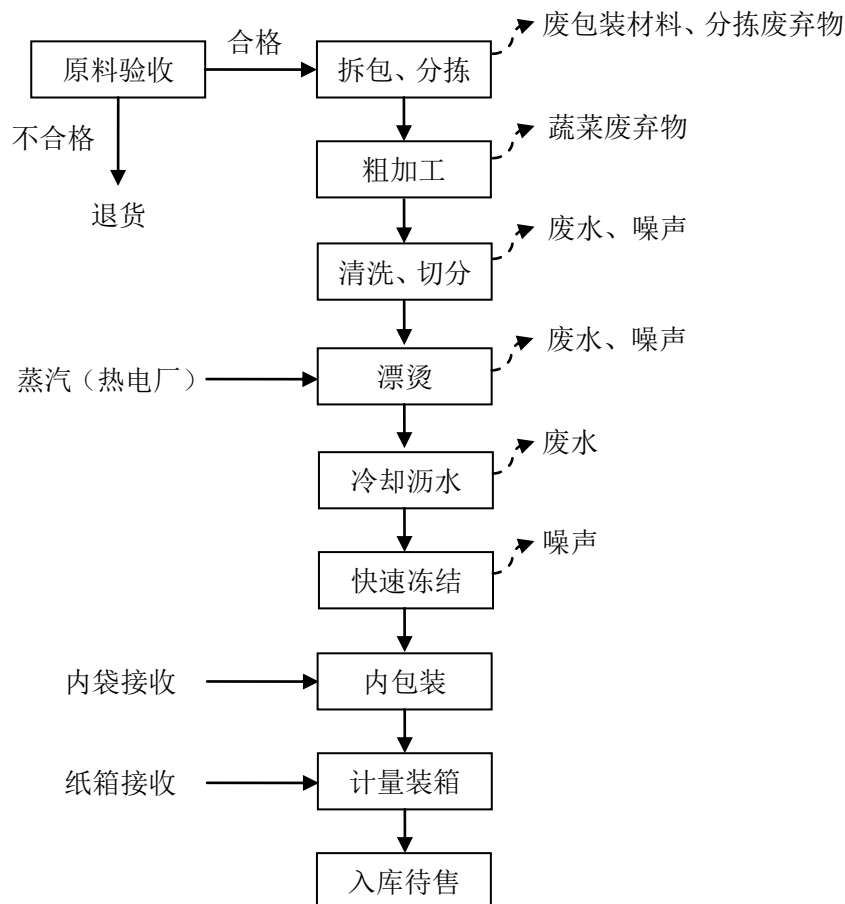 废包装材料、分拣废弃物
合格
原料验收
拆包、分拣
不合格
蔬菜废弃物
粗加工
退货
废水、噪声
清洗、切分
废水、噪声
蒸汽（热电厂）
漂烫
废水
冷却沥水
噪声
快速冻结
内袋接收
内包装
纸箱接收
计量装箱
入库待售